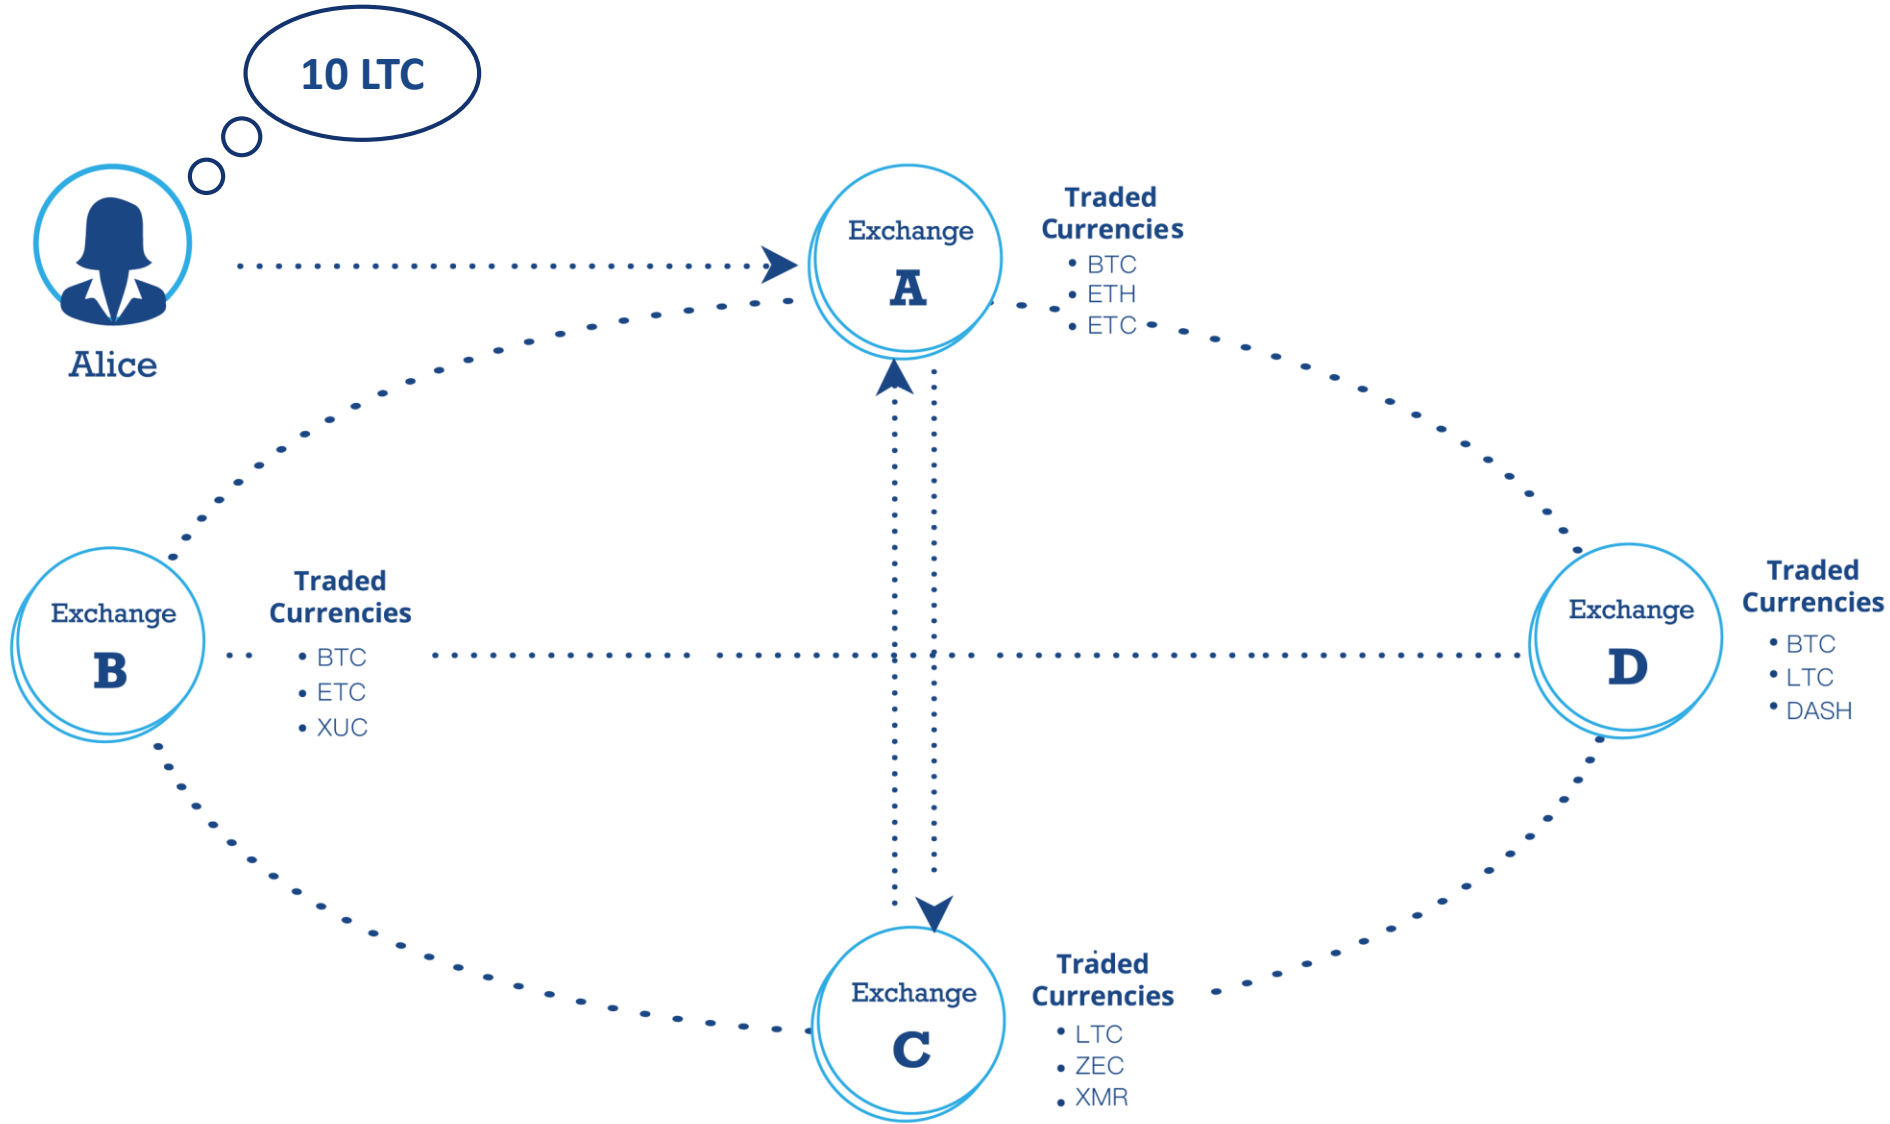 10 LTC
Alice
Exchange
A
Traded
Currencies
• BTC
• ETH
• ETC
Exchange
B
Traded
Currencies
• BTC
• ETC
• XUC
Exchange
D
Traded
Currencies
• BTC
• LTC
• DASH
Exchange
C
Traded
Currencies
• LTC
• ZEC
• XMR